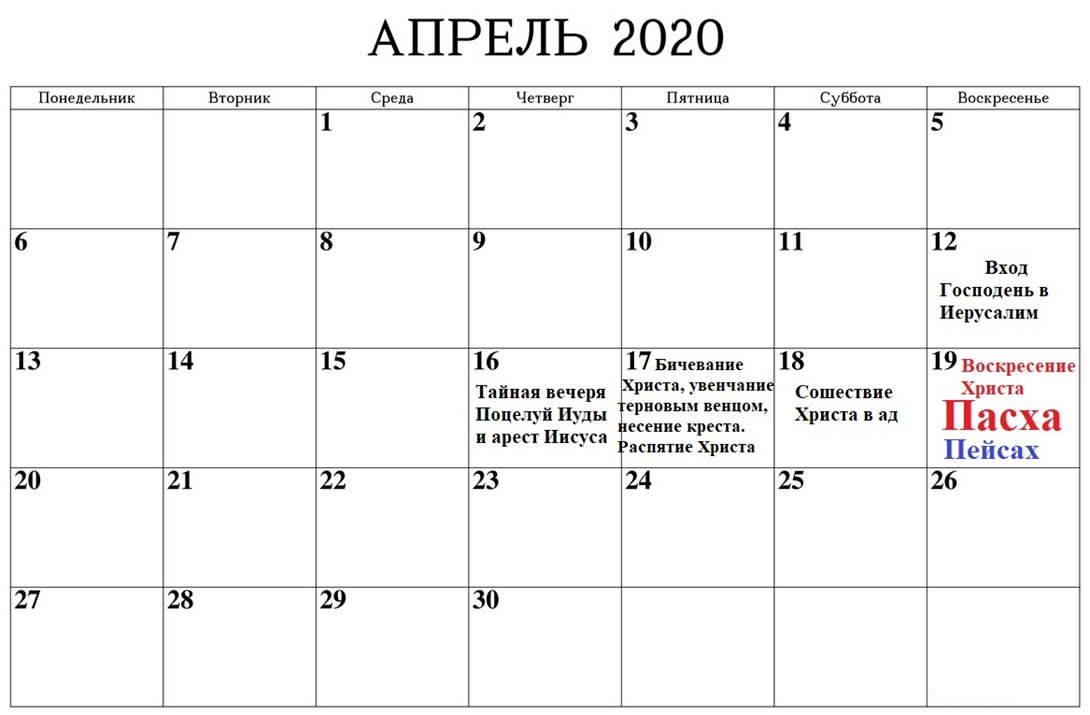 АПРЕЛЬ 2020
Понедельник Вторник Среда Четверг Пятница Суббота Воскресенье
1 2 3 4 5
6 7 8 9 10 11 12
Вход
Господень в
Иерусалим
13 14 15
16
Тайная вечеря
Поцелуй Иуды
и арест Иисуса
17 Бичевание
Христа, увенчание
терновым венцом,
несение креста.
Распятие Христа
18
Сошествие
Христа в ад
19 Воскресение
Христа
Пасха
Пейсах
20 21 22 23 24 25 26
27 28 29 30